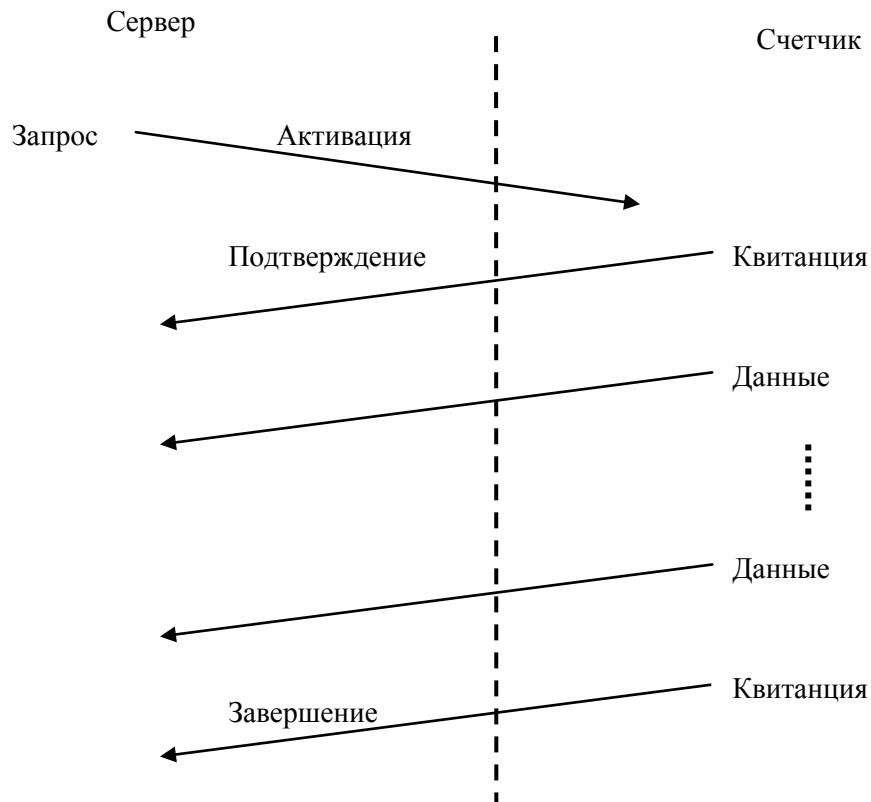 Сервер
Счетчик
Запрос
Активация
Подтверждение
Квитанция
Данные
Данные
Завершение
Квитанция